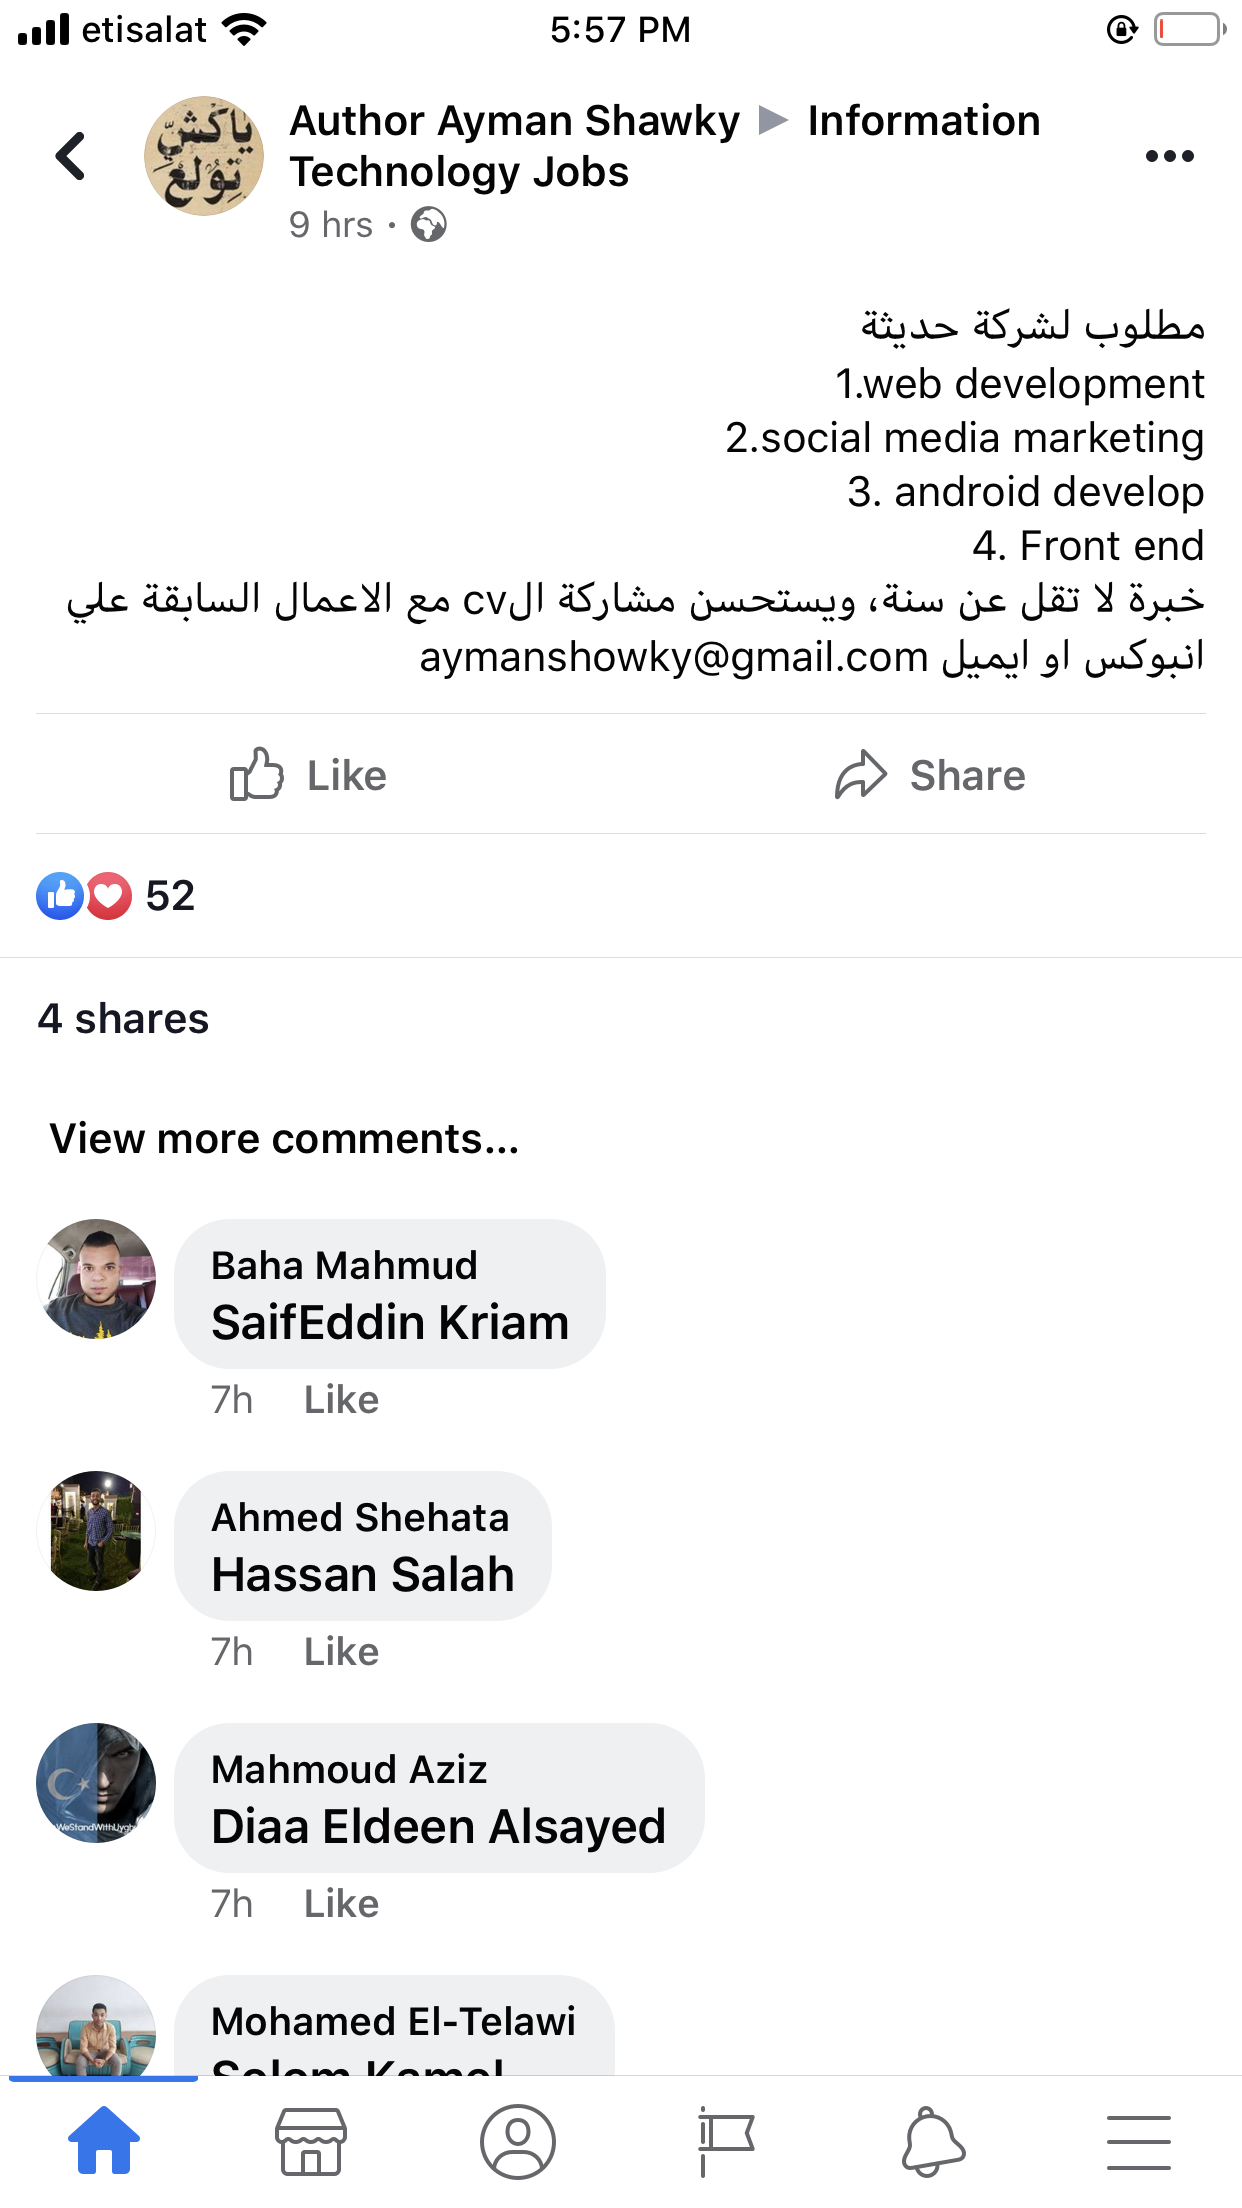 etisalat
5:57 PM
ياكش
تولع
Author Ayman Shawky ▶ Information
Technology Jobs
9 hrs ·
مطلوب لشركة حديثة
1.web development
2.social media marketing
3. android develop
4. Front end
خبرة لا تقل عن سنة، ويستحسن مشاركة الcv مع الاعمال السابقة علي
انبوكس او ايميل aymanshowky@gmail.com
Like
Share
52
4 shares
View more comments...
Baha Mahmud
SaifEddin Kriam
7h Like
Ahmed Shehata
Hassan Salah
7h Like
Mahmoud Aziz
Diaa Eldeen Alsayed
7h Like
Mohamed El-Telawi